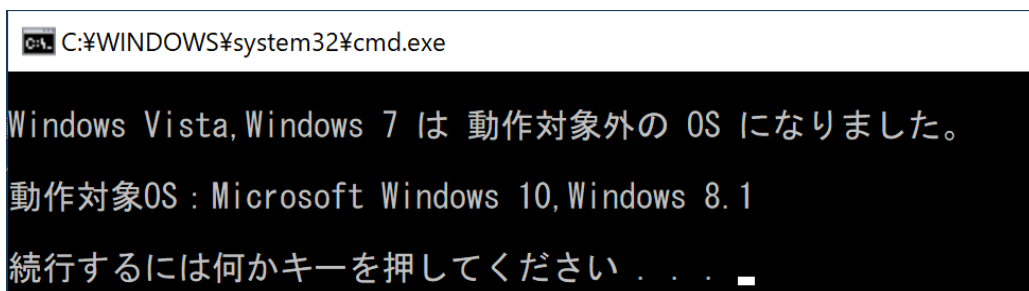 C:¥WINDOWS¥system32¥cmd.exe
Windows Vista,Windows 7 は 動作対象外の OS になりました。
動作対象OS：Microsoft Windows 10,Windows 8.1
続行するには何かキーを押してください . . .